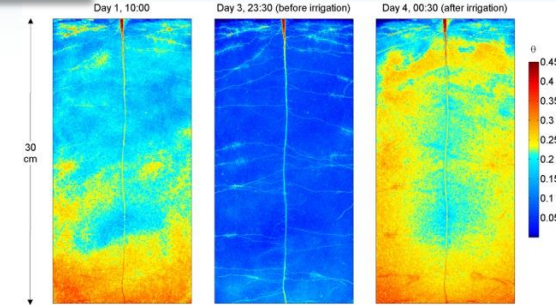 Day 1, 10:00
Day 3, 23:30 (before irrigation)
Day 4, 00:30 (after irrigation)
30
cm
θ
0.45
0.4
0.35
0.3
0.25
0.2
0.15
0.1
0.05